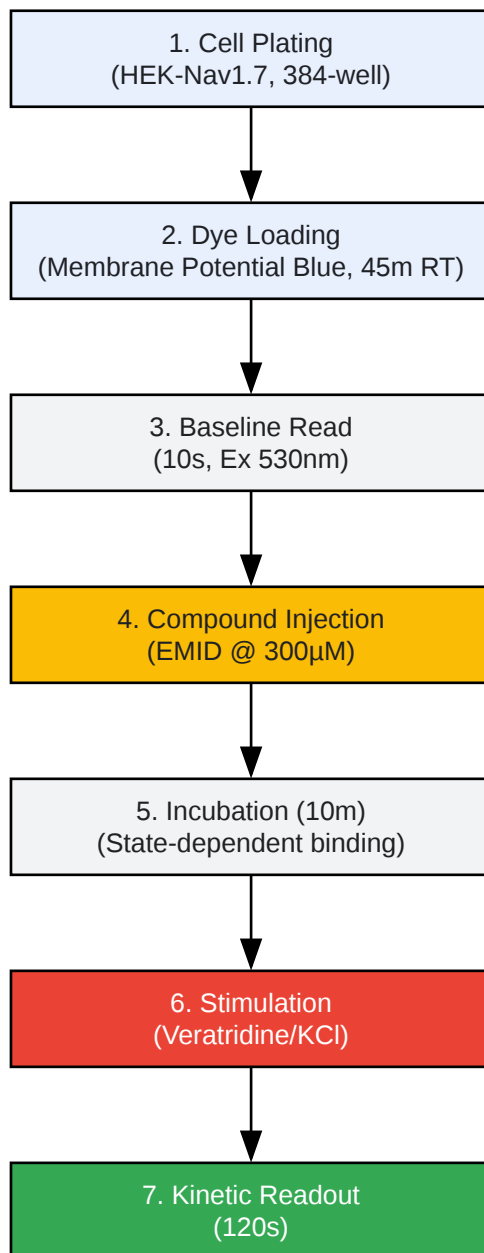 1. Cell Plating
(HEK-Nav1.7, 384-well)
2. Dye Loading
(Membrane Potential Blue, 45m RT)
3. Baseline Read
(10s, Ex 530nm)
4. Compound Injection
(EMID @ 300µM)
5. Incubation (10m)
(State-dependent binding)
6. Stimulation
(Veratridine/KCl)
7. Kinetic Readout
(120s)